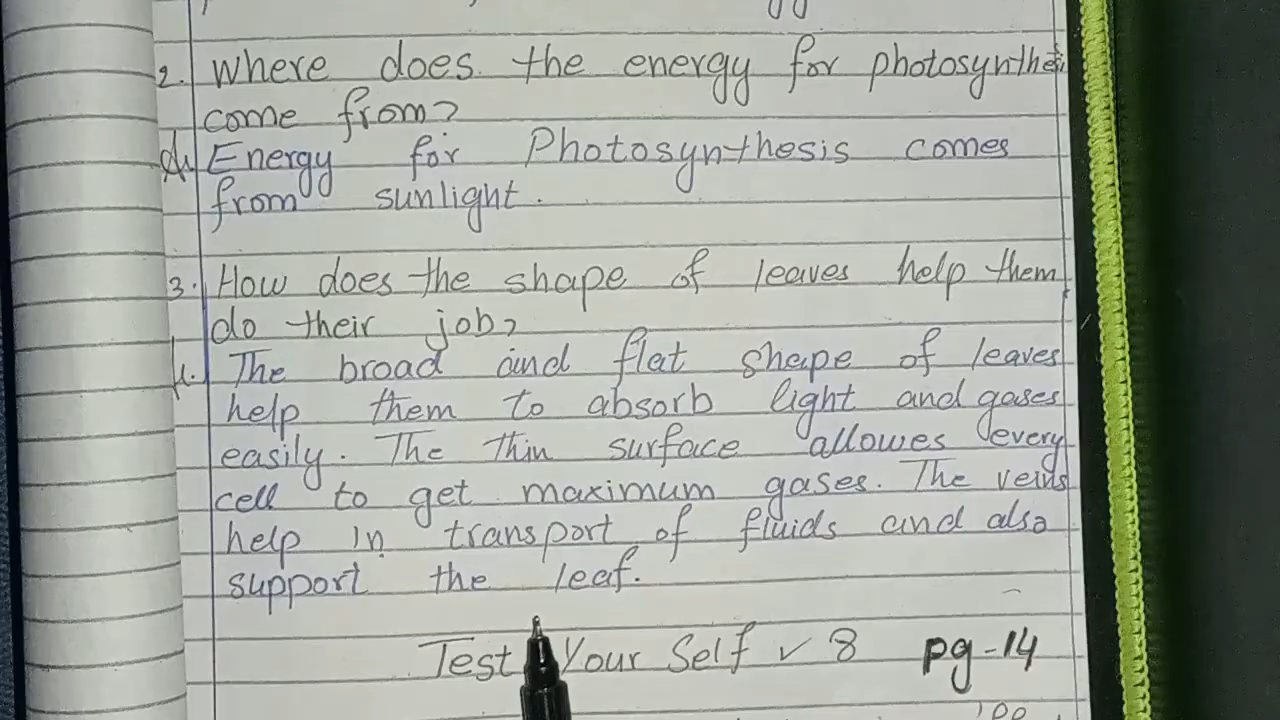 2. Where does the energy for photosynthesi
come from?
Energy for Photosynthesis comes
from sunlight.
3. How does the shape of leaves help them
do their job?
The broad and flat shape of leaves
help them to absorb light and gases
easily. The thin surface allowes every
cell to get maximum gases. The veins
help in transport of fluids and also
support the leaf.
Test Your Self ✓ 8 pg-14